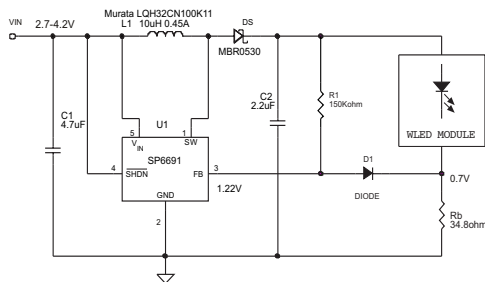 Murata LQH32CN100K11
VIN
2.7-4.2V
L1 10uH 0.45A
DS
MBR0530
C1
4.7uF
U1
C2
2.2uF
R1
150Kohm
5
VIN
1
SW
SP6691
4
SHDN
FB
3
1.22V
GND
2
WLED MODULE
D1
DIODE
0.7V
Rb
34.8ohm